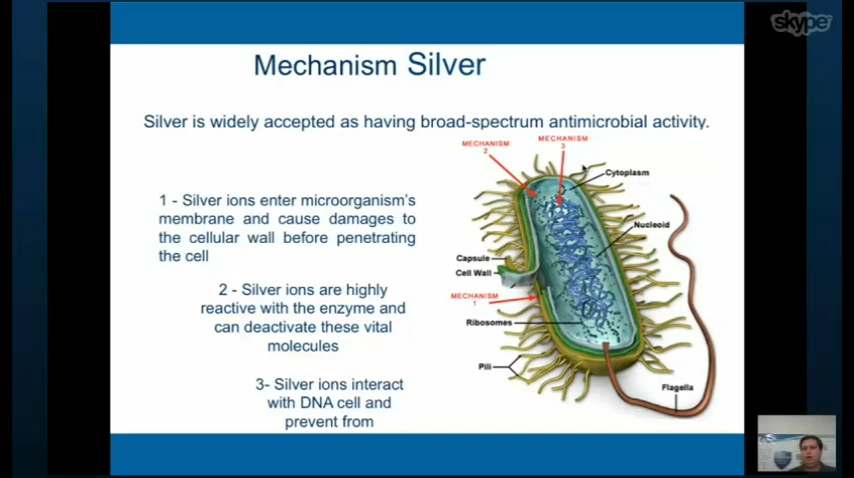 skype
Mechanism Silver
Silver is widely accepted as having broad-spectrum antimicrobial activity.
MECHANISM
2
MECHANISM
3
Cytoplasm
1 - Silver ions enter microorganism's
membrane and cause damages to
the cellular wall before penetrating
the cell
Nucleoid
Capsule
Cell Wall
2 - Silver ions are highly
reactive with the enzyme and
can deactivate these vital
molecules
MECHANISM
1
Ribosomes
Pili
3- Silver ions interact
with DNA cell and
prevent from
Flagella